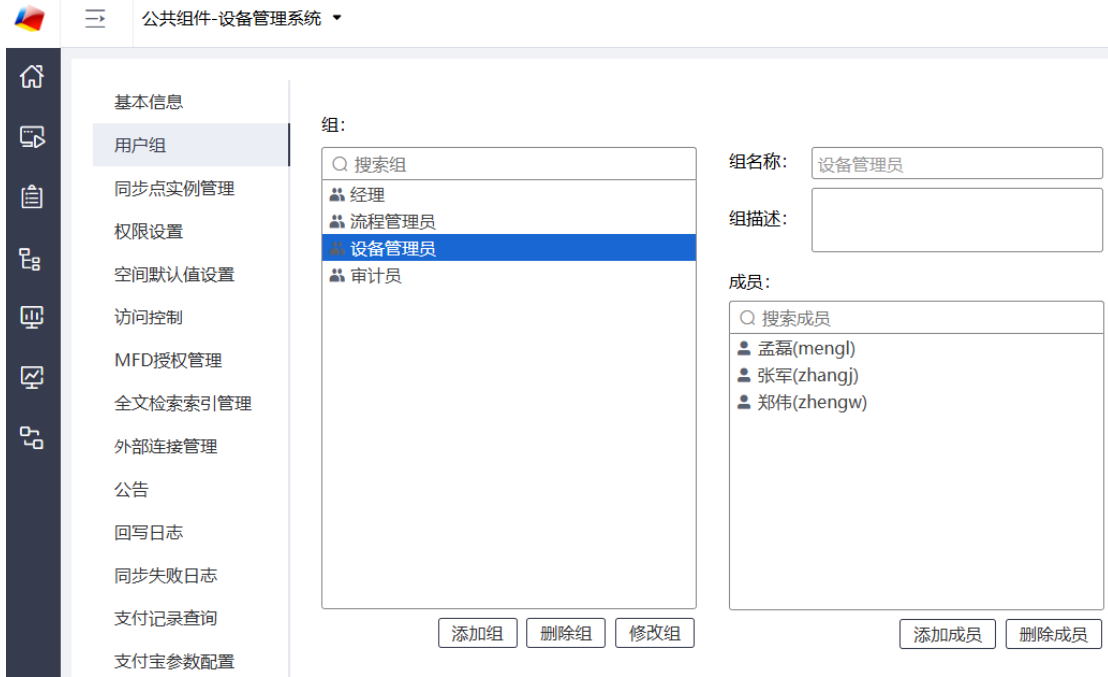 公共组件-设备管理系统
基本信息
用户组
同步点实例管理
权限设置
空间默认值设置
访问控制
MFD授权管理
全文检索索引管理
外部连接管理
公告
回写日志
同步失败日志
支付记录查询
支付宝参数配置
组：
搜索组
经理
流程管理员
设备管理员
审计员
添加组 删除组 修改组
组名称： 设备管理员
组描述：
成员：
搜索成员
孟磊(mengl)
张军(zhangj)
郑伟(zhengw)
添加成员 删除成员